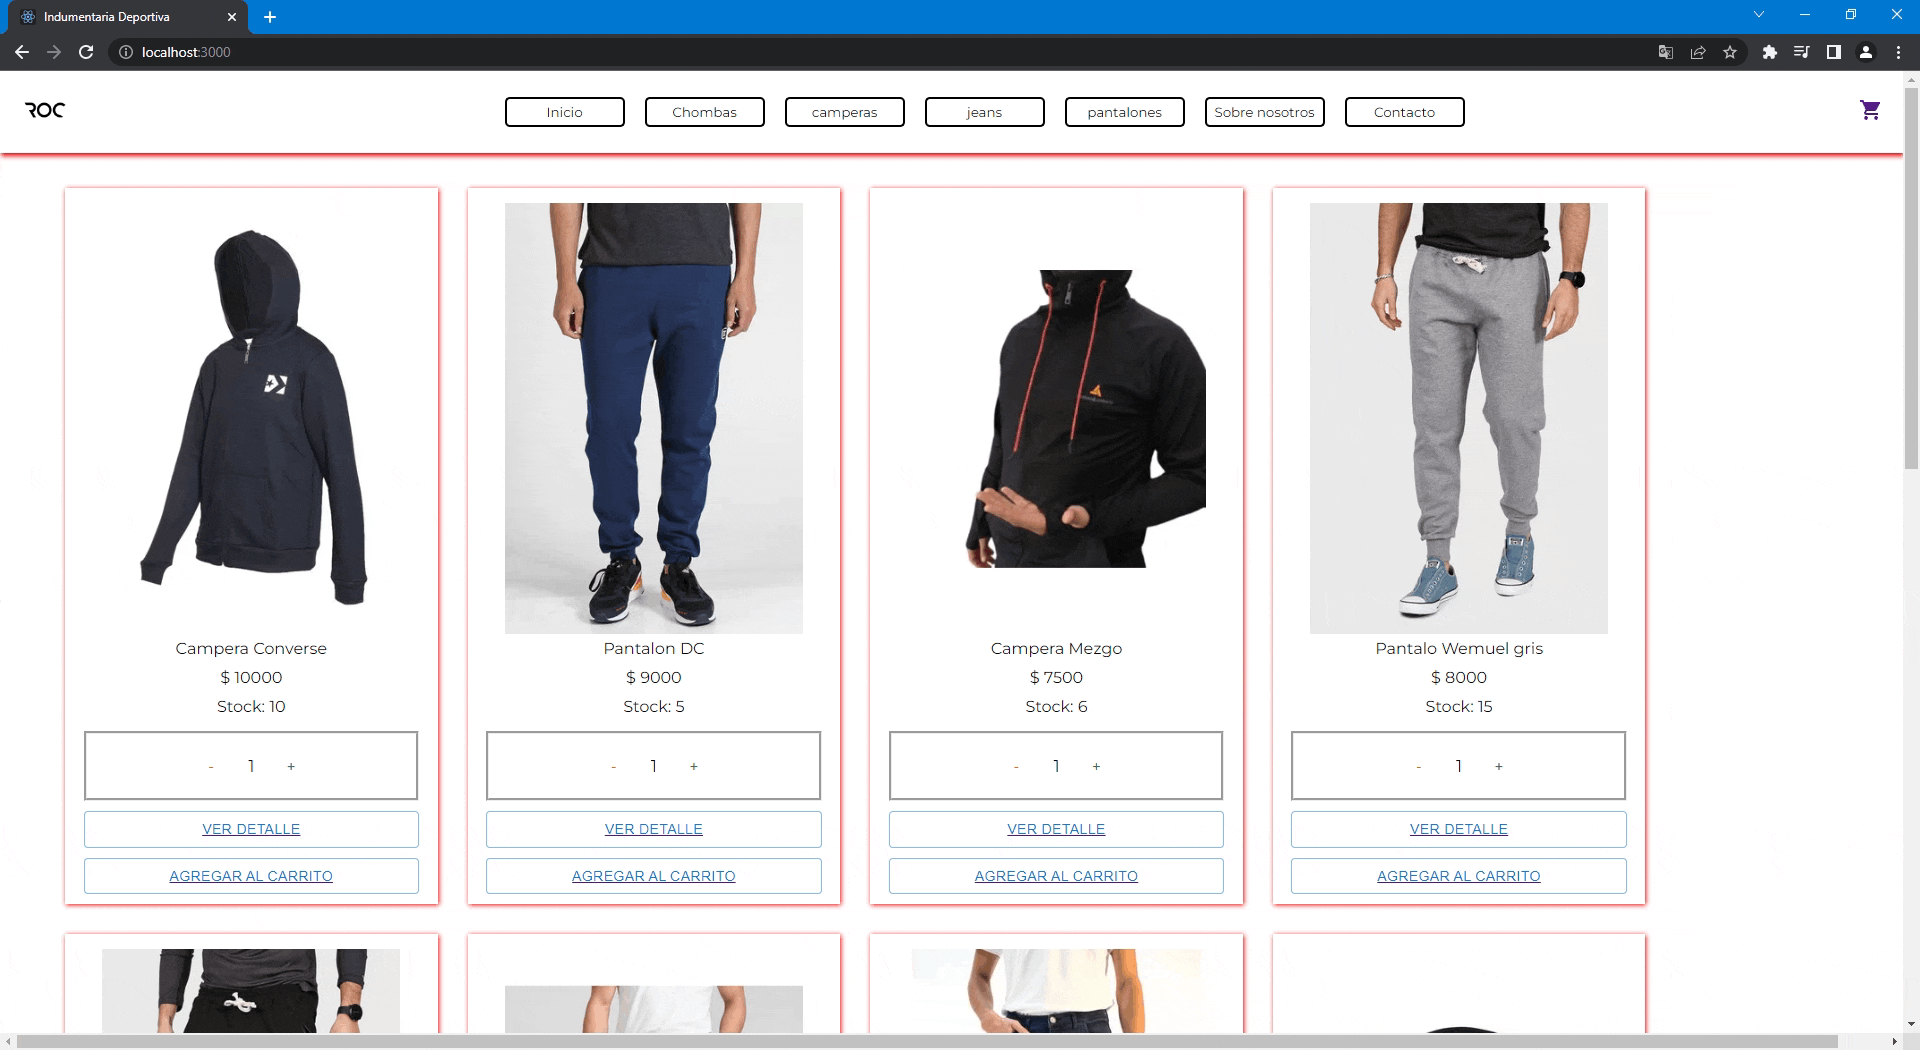 Indumentaria Deportiva
localhost:3000
ROC
Inicio
Chombas
camperas
jeans
pantalones
Sobre nosotros
Contacto
Campera Converse
$ 10000
Stock: 10
- 1 +
VER DETALLE
AGREGAR AL CARRITO
Pantalon DC
$ 9000
Stock: 5
- 1 +
VER DETALLE
AGREGAR AL CARRITO
Campera Mezgo
$ 7500
Stock: 6
- 1 +
VER DETALLE
AGREGAR AL CARRITO
Pantalo Wemuel gris
$ 8000
Stock: 15
- 1 +
VER DETALLE
AGREGAR AL CARRITO